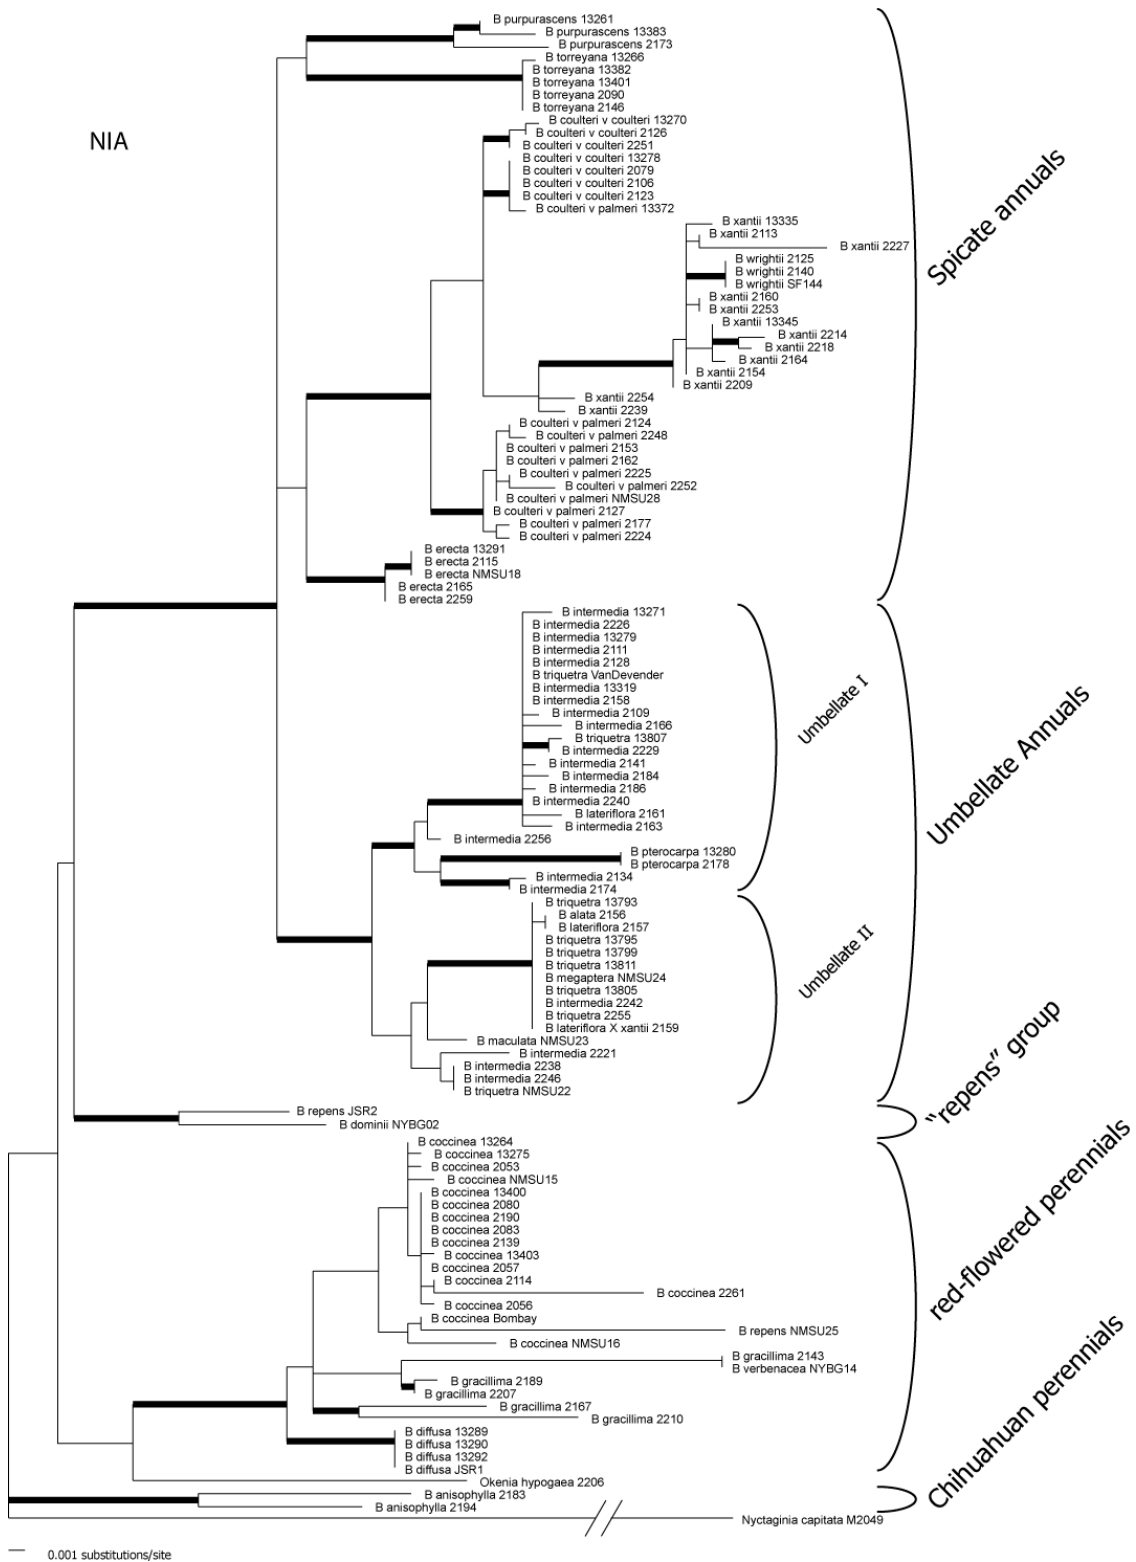 B purpurascens 13261
B purpurascens 13383
B purpurascens 2173
B torreyana 13266
B torreyana 13382
B torreyana 13401
B torreyana 2090
B torreyana 2146
B coulteri v coulteri 13270
B coulteri v coulteri 2126
NIA
B coulteri v coulteri 2251
B coulteri v coulteri 13278
B coulteri v coulteri 2079
B coulteri v coulteri 2106
B coulteri v coulteri 2123
B coulteri v palmeri 13372
B xantii 13335
B xantii 2113
B xantii 2227
B wrightii 2125
B wrightii 2140
B wrightii SF144
B xantii 2160
B xantii 2253
B xantii 13345
B xantii 2214
B xantii 2218
B xantii 2164
B xantii 2154
B xantii 2209
B xantii 2254
B xantii 2239
Spicate annuals
B coulteri v palmeri 2124
B coulteri v palmeri 2248
B coulteri v palmeri 2153
B coulteri v palmeri 2162
B coulteri v palmeri 2225
B coulteri v palmeri 2252
B coulteri v palmeri NMSU28
B coulteri v palmeri 2127
B coulteri v palmeri 2177
B coulteri v palmeri 2224
B erecta 13291
B erecta 2115
B erecta NMSU18
B erecta 2165
B erecta 2259
B intermedia 13271
B intermedia 2226
B intermedia 13279
B intermedia 2111
B intermedia 2128
B triquetra VanDevender
B intermedia 13319
B intermedia 2158
B intermedia 2109
B intermedia 2166
B triquetra 13807
B intermedia 2229
B intermedia 2141
B intermedia 2184
B intermedia 2186
B intermedia 2240
B lateriflora 2161
B intermedia 2163
B intermedia 2256
B pterocarpa 13280
B pterocarpa 2178
B intermedia 2134
B intermedia 2174
Umbellate I
Umbellate Annuals
B triquetra 13793
B alata 2156
B lateriflora 2157
B triquetra 13795
B triquetra 13799
B triquetra 13811
B megaptera NMSU24
B triquetra 13805
B intermedia 2242
B triquetra 2255
B lateriflora X xantii 2159
B maculata NMSU23
B intermedia 2221
B intermedia 2238
B intermedia 2246
B triquetra NMSU22
Umbellate II
B repens JSR2
B dominii NYBG02
"repens" group
B coccinea 13264
B coccinea 13275
B coccinea 2053
B coccinea NMSU15
B coccinea 13400
B coccinea 2080
B coccinea 2190
B coccinea 2083
B coccinea 2139
B coccinea 13403
B coccinea 2057
B coccinea 2114
B coccinea 2261
B coccinea 2056
B coccinea Bombay
B repens NMSU25
B coccinea NMSU16
B gracillima 2143
B verbenacea NYBG14
B gracillima 2189
B gracillima 2207
B gracillima 2167
B gracillima 2210
B diffusa 13289
B diffusa 13290
B diffusa 13292
B diffusa JSR1
red-flowered perennials
Okenia hypogaea 2206
B anisophylla 2183
B anisophylla 2194
Nyctaginia capitata M2049
Chihuahuan perennials
0.001 substitutions/site